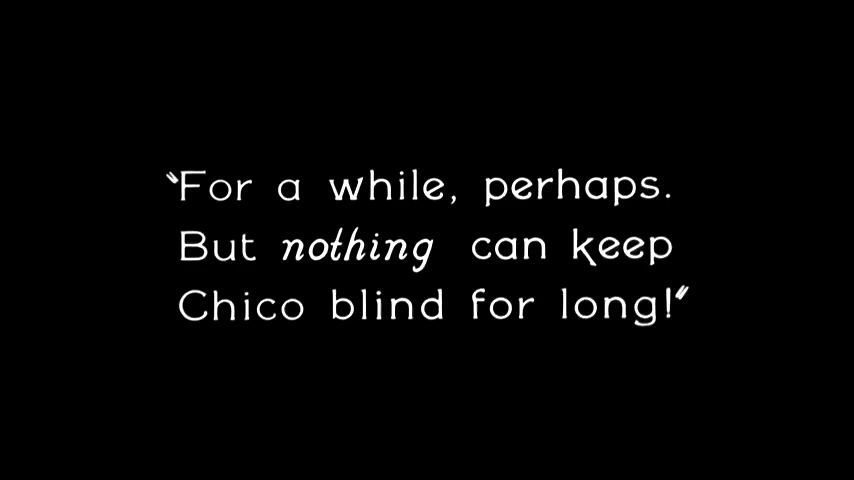 "For a while, perhaps.
But nothing can keep
Chico blind for long!"